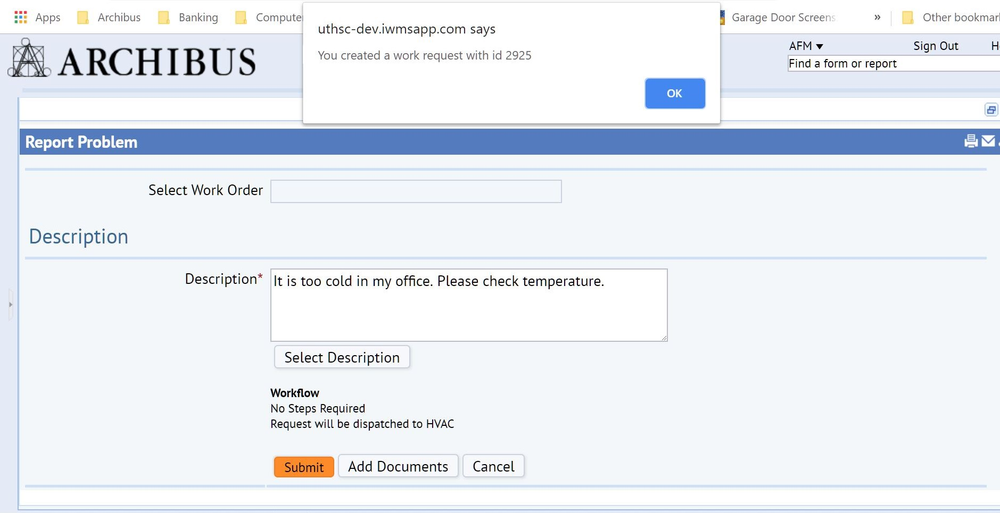 Apps
Archibus
Banking
Compute
Garage Door Screens
»
Other bookmar
uthsc-dev.iwmsapp.com says
You created a work request with id 2925
OK
ARCHIBUS
AFM ▼
Sign Out
Find a form or report
Report Problem
Select Work Order
Description
Description*
It is too cold in my office. Please check temperature.
Select Description
Workflow
No Steps Required
Request will be dispatched to HVAC
Submit
Add Documents
Cancel